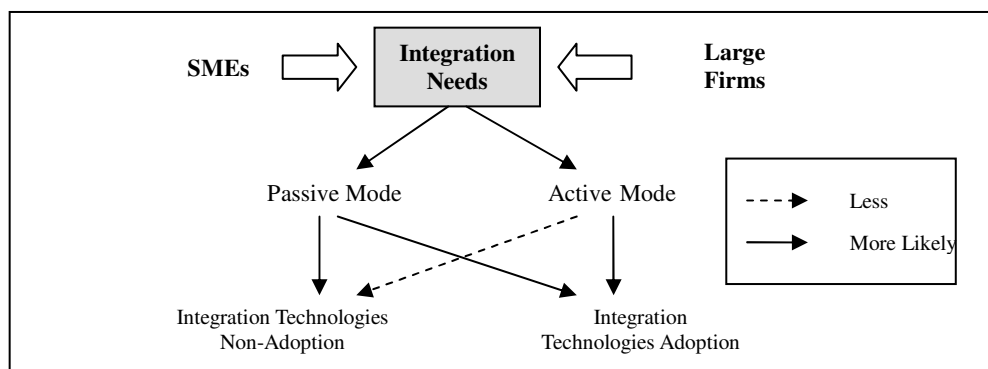 SMEs
Integration
Needs
Large
Firms
Passive Mode
Active Mode
Less
More Likely
Integration Technologies
Non-Adoption
Integration
Technologies Adoption